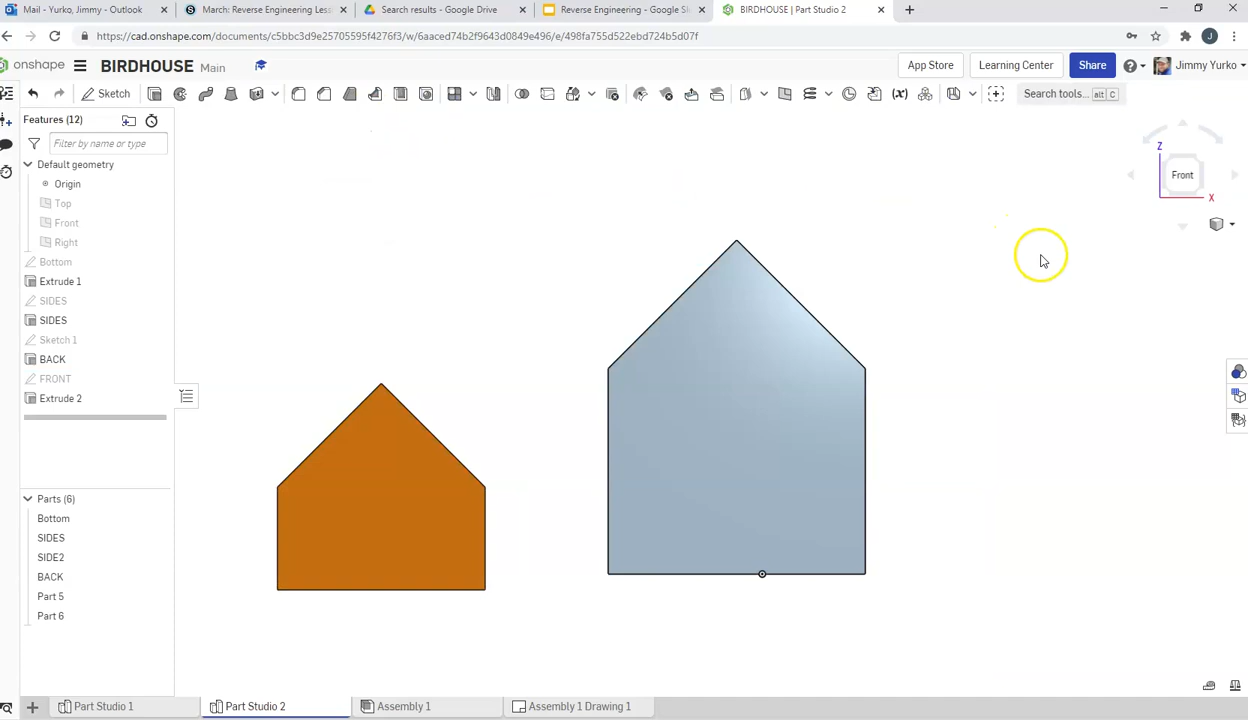 Mail - Yurko, Jimmy - Outlook
March: Reverse Engineering Less
Search results - Google Drive
Reverse Engineering - Google Sl
BIRDHOUSE | Part Studio 2
https://cad.onshape.com/documents/c5bbc3d9e25705595f4276f3/w/6aaced74b2f9643d0849e496/e/498fa755d522ebd724b5d07f
onshape
BIRDHOUSE Main
App Store
Learning Center
Share
Jimmy Yurko
Sketch
Search tools... alt C
Features (12)
Filter by name or type
Default geometry
Origin
Top
Front
Right
Bottom
Extrude 1
SIDES
SIDES
Sketch 1
BACK
FRONT
Extrude 2
Parts (6)
Bottom
SIDES
SIDE2
BACK
Part 5
Part 6
Z
Front
X
Part Studio 1
Part Studio 2
Assembly 1
Assembly 1 Drawing 1